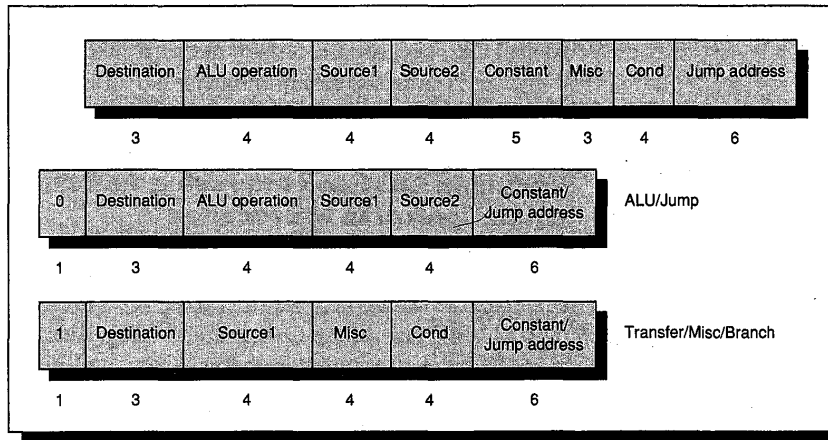 Destination ALU operation Source1 Source2 Constant Misc Cond Jump address
3 4 4 4 5 3 4 6
0 Destination ALU operation Source1 Source2 Constant/
Jump address
ALU/Jump
1 3 4 4 4 6
1 Destination Source1 Misc Cond Constant/
Jump address
Transfer/Misc/Branch
1 3 4 4 4 6